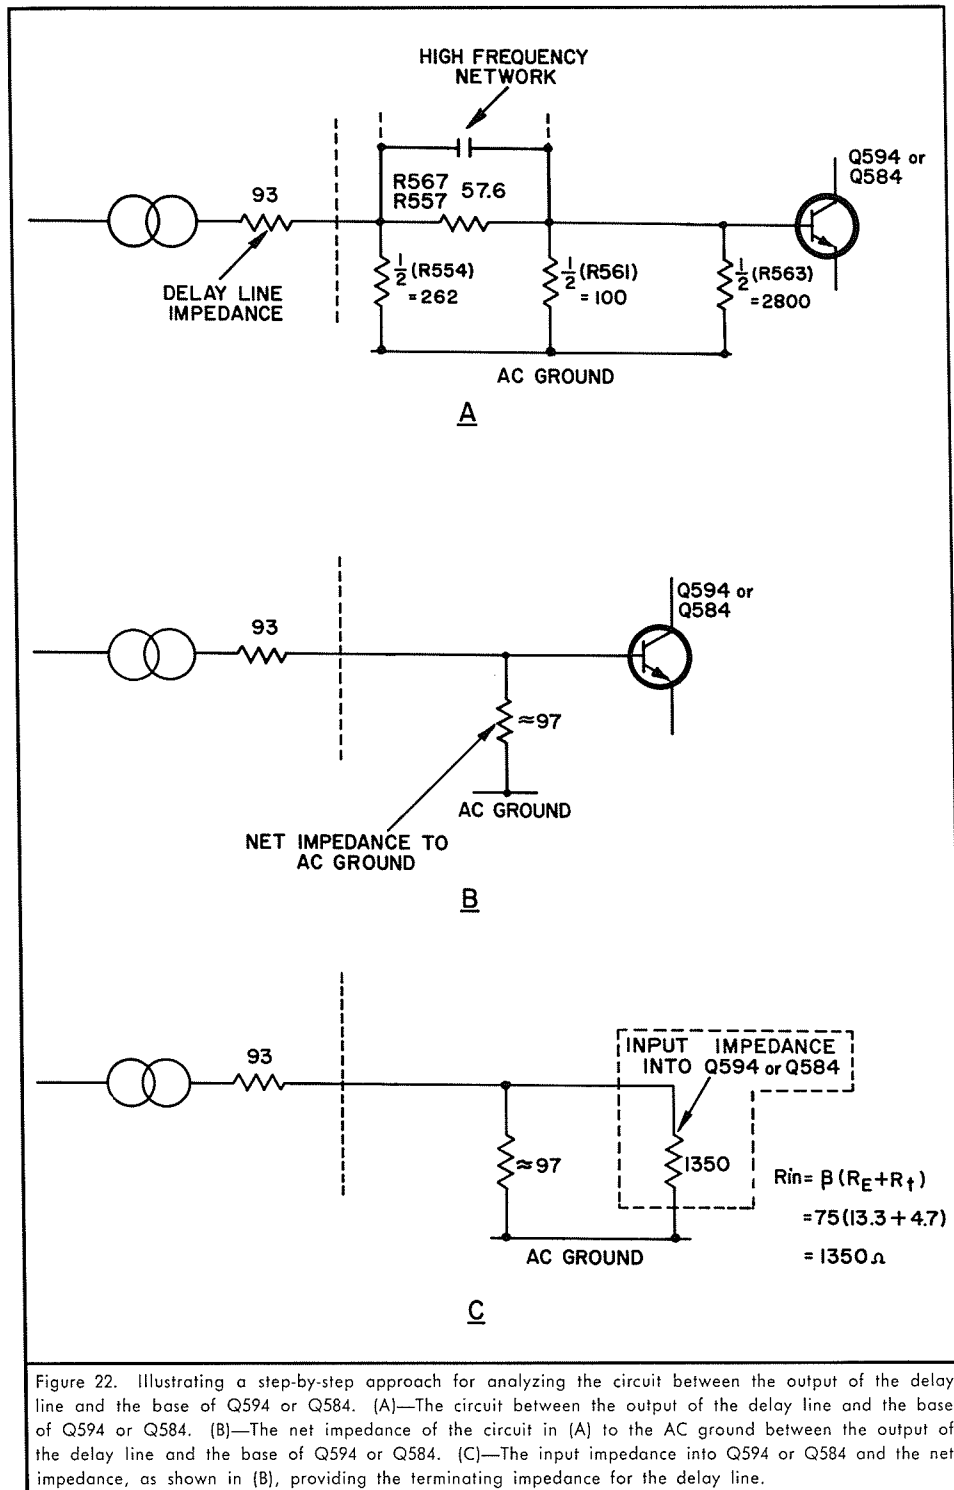 HIGH FREQUENCY
NETWORK
Q594 or
Q584
93
R567
R557
57.6
DELAY LINE
IMPEDANCE
1/2 (R554)
= 262
1/2 (R561)
= 100
1/2 (R563)
= 2800
AC GROUND
A
Q594 or
Q584
93
≈97
AC GROUND
NET IMPEDANCE TO
AC GROUND
B
INPUT IMPEDANCE
INTO Q594 or Q584
93
≈97
1350
Rin= β (RE+Rt)
=75(13.3+4.7)
= 1350Ω
AC GROUND
C
Figure 22. Illustrating a step-by-step approach for analyzing the circuit between the output of the delay
line and the base of Q594 or Q584. (A)—The circuit between the output of the delay line and the base
of Q594 or Q584. (B)—The net impedance of the circuit in (A) to the AC ground between the output of
the delay line and the base of Q594 or Q584. (C)—The input impedance into Q594 or Q584 and the net
impedance, as shown in (B), providing the terminating impedance for the delay line.